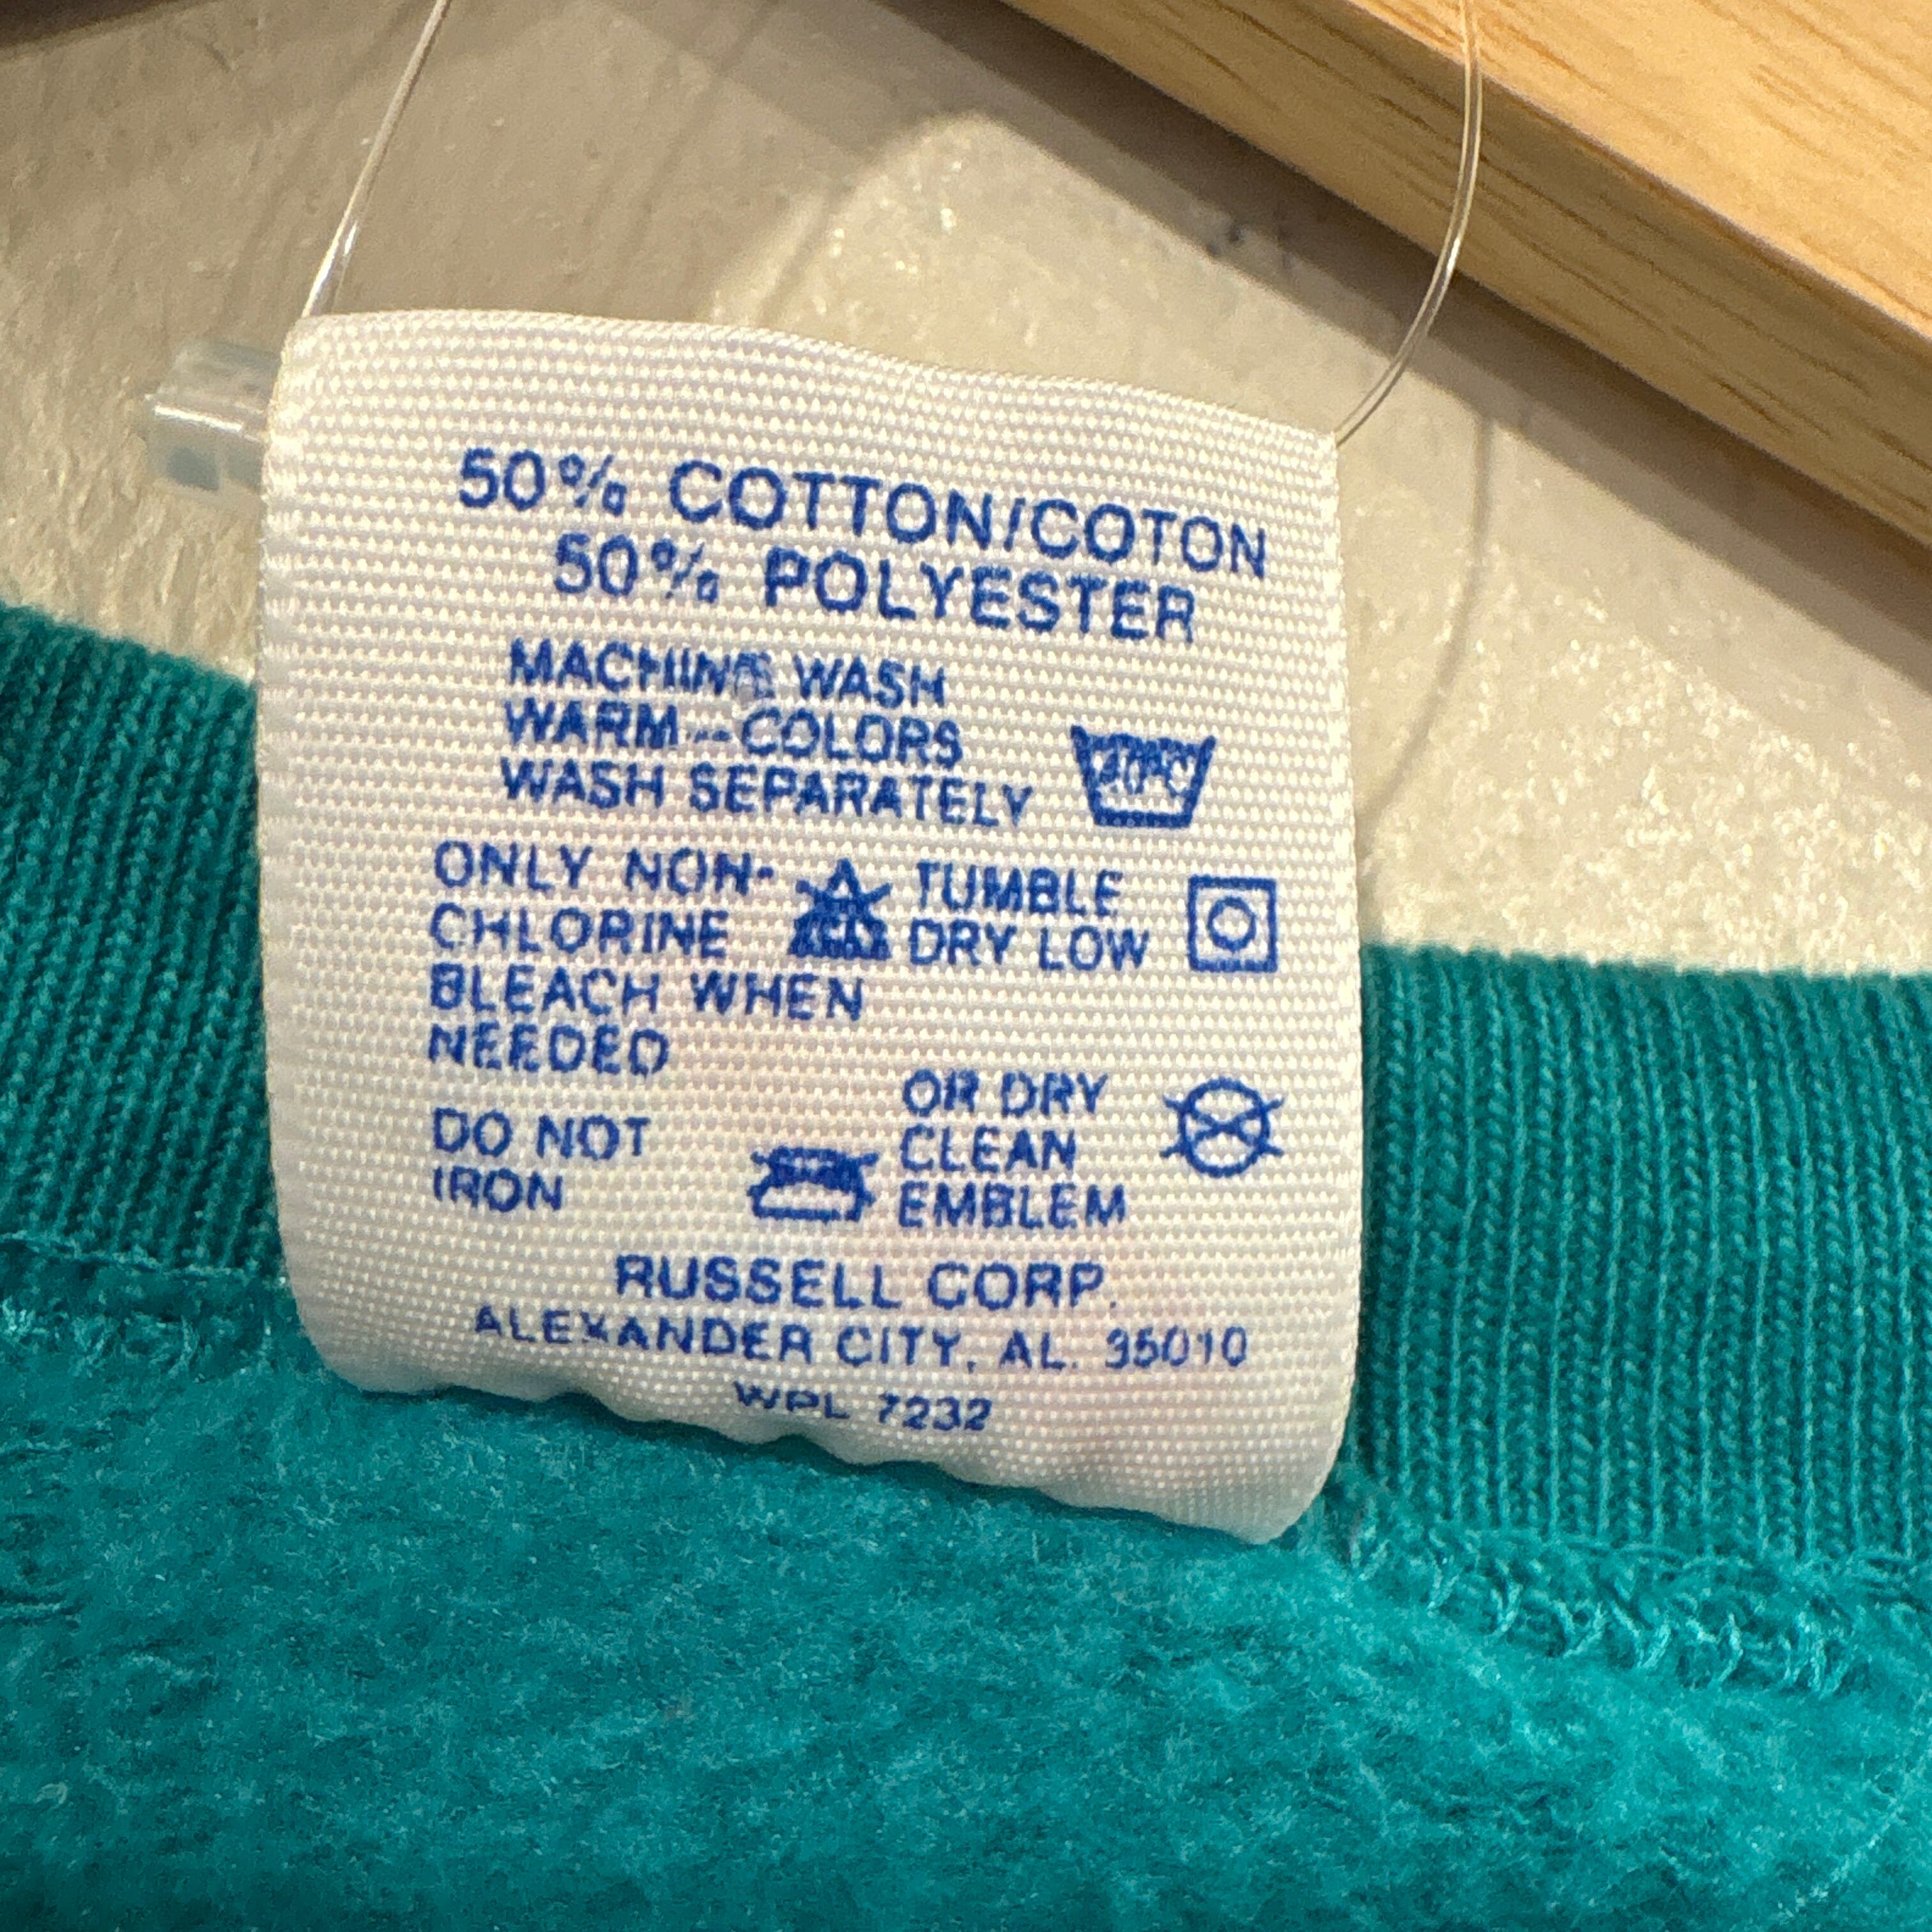 50% COTTON/COTON
50% POLYESTER
MACHINE WASH
WARM--COLORS
WASH SEPARATELY
ONLY NON-
CHLORINE
BLEACH WHEN
NEEDED
TUMBLE
DRY LOW
DO NOT
IRON
OR DRY
CLEAN
EMBLEM
RUSSELL CORP.
ALEXANDER CITY, AL. 35010
WPL 7232